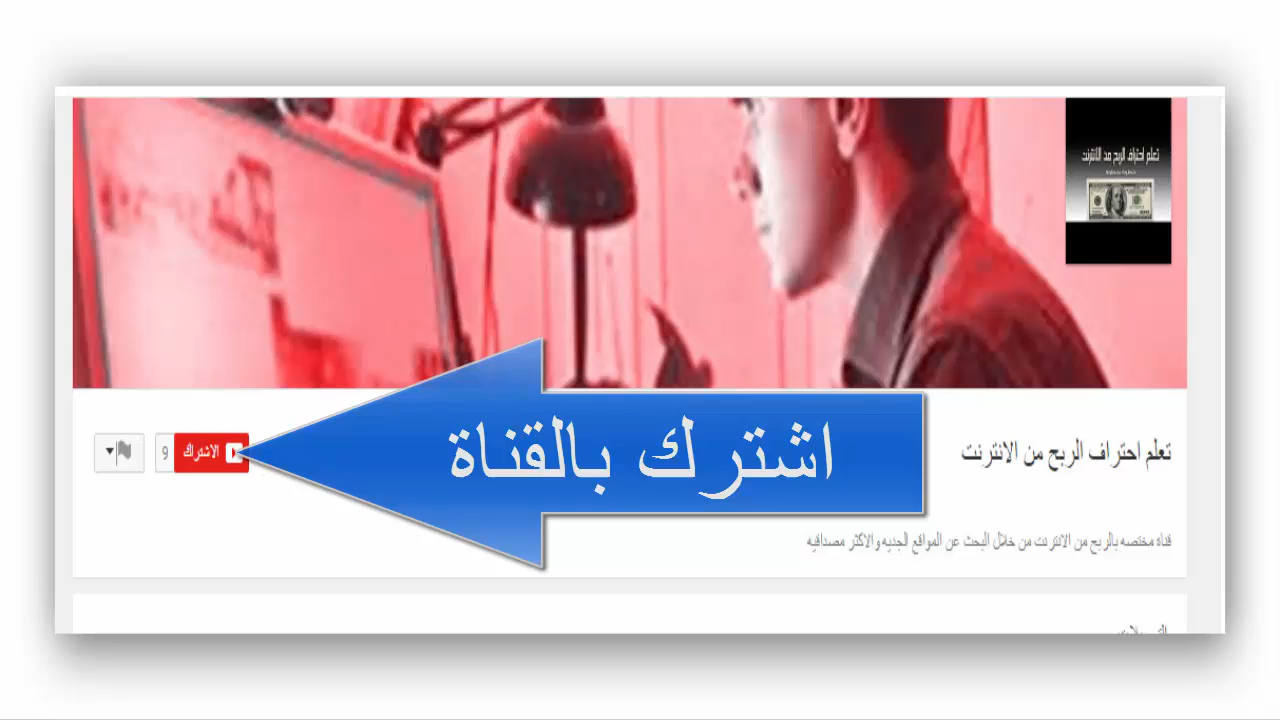 تعلم احتراف الربح من الانترنت
تعلم احتراف الربح من الانترنت
اشترك بالقناة
الاشتراك
9
قناة مختصه بالربح من الانترنت من خلال البحث عن المواقع الجديه والاكثر مصداقيه